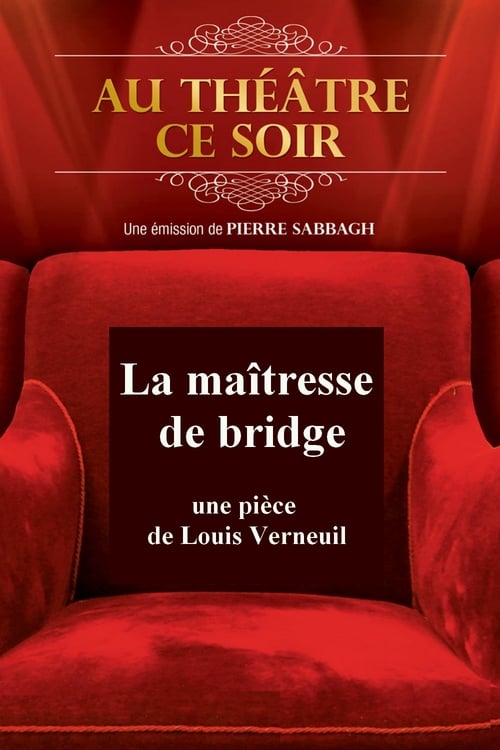 AU THÉÂTRE
CE SOIR
Une émission de PIERRE SABBAGH
La maîtresse
de bridge
une pièce
de Louis Verneuil